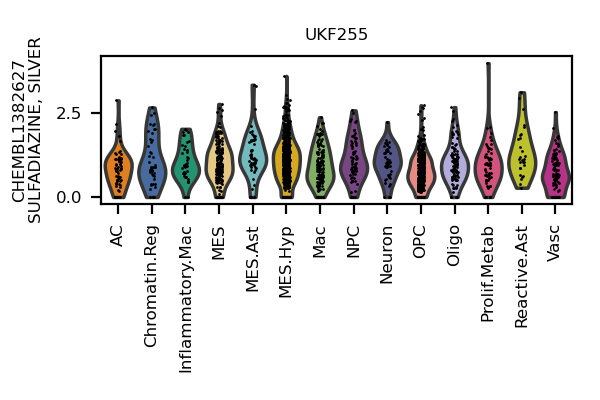 UKF255
CHEMBL1382627
SULFADIAZINE, SILVER
2.5
0.0
AC
Chromatin.Reg
Inflammatory.Mac
MES
MES.Ast
MES.Hyp
Mac
NPC
Neuron
OPC
Oligo
Prolif.Metab
Reactive.Ast
Vasc